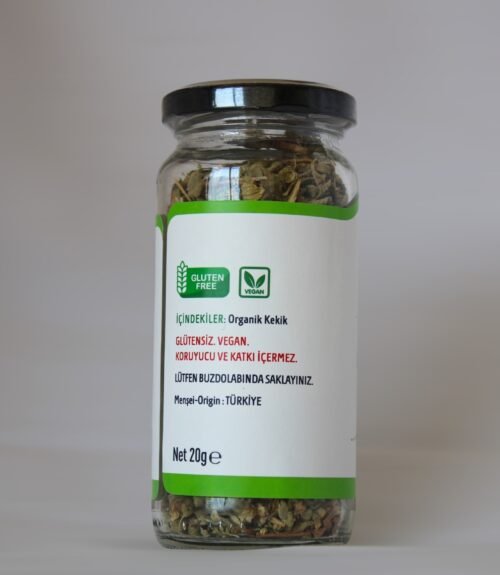 GLUTEN
FREE
VEGAN
İÇİNDEKİLER: Organik Kekik
GLÜTENSİZ. VEGAN.
KORUYUCU VE KATKI İÇERMEZ.
LÜTFEN BUZDOLABINDA SAKLAYINIZ.
Menşei-Origin : TÜRKİYE
Net 20g℮